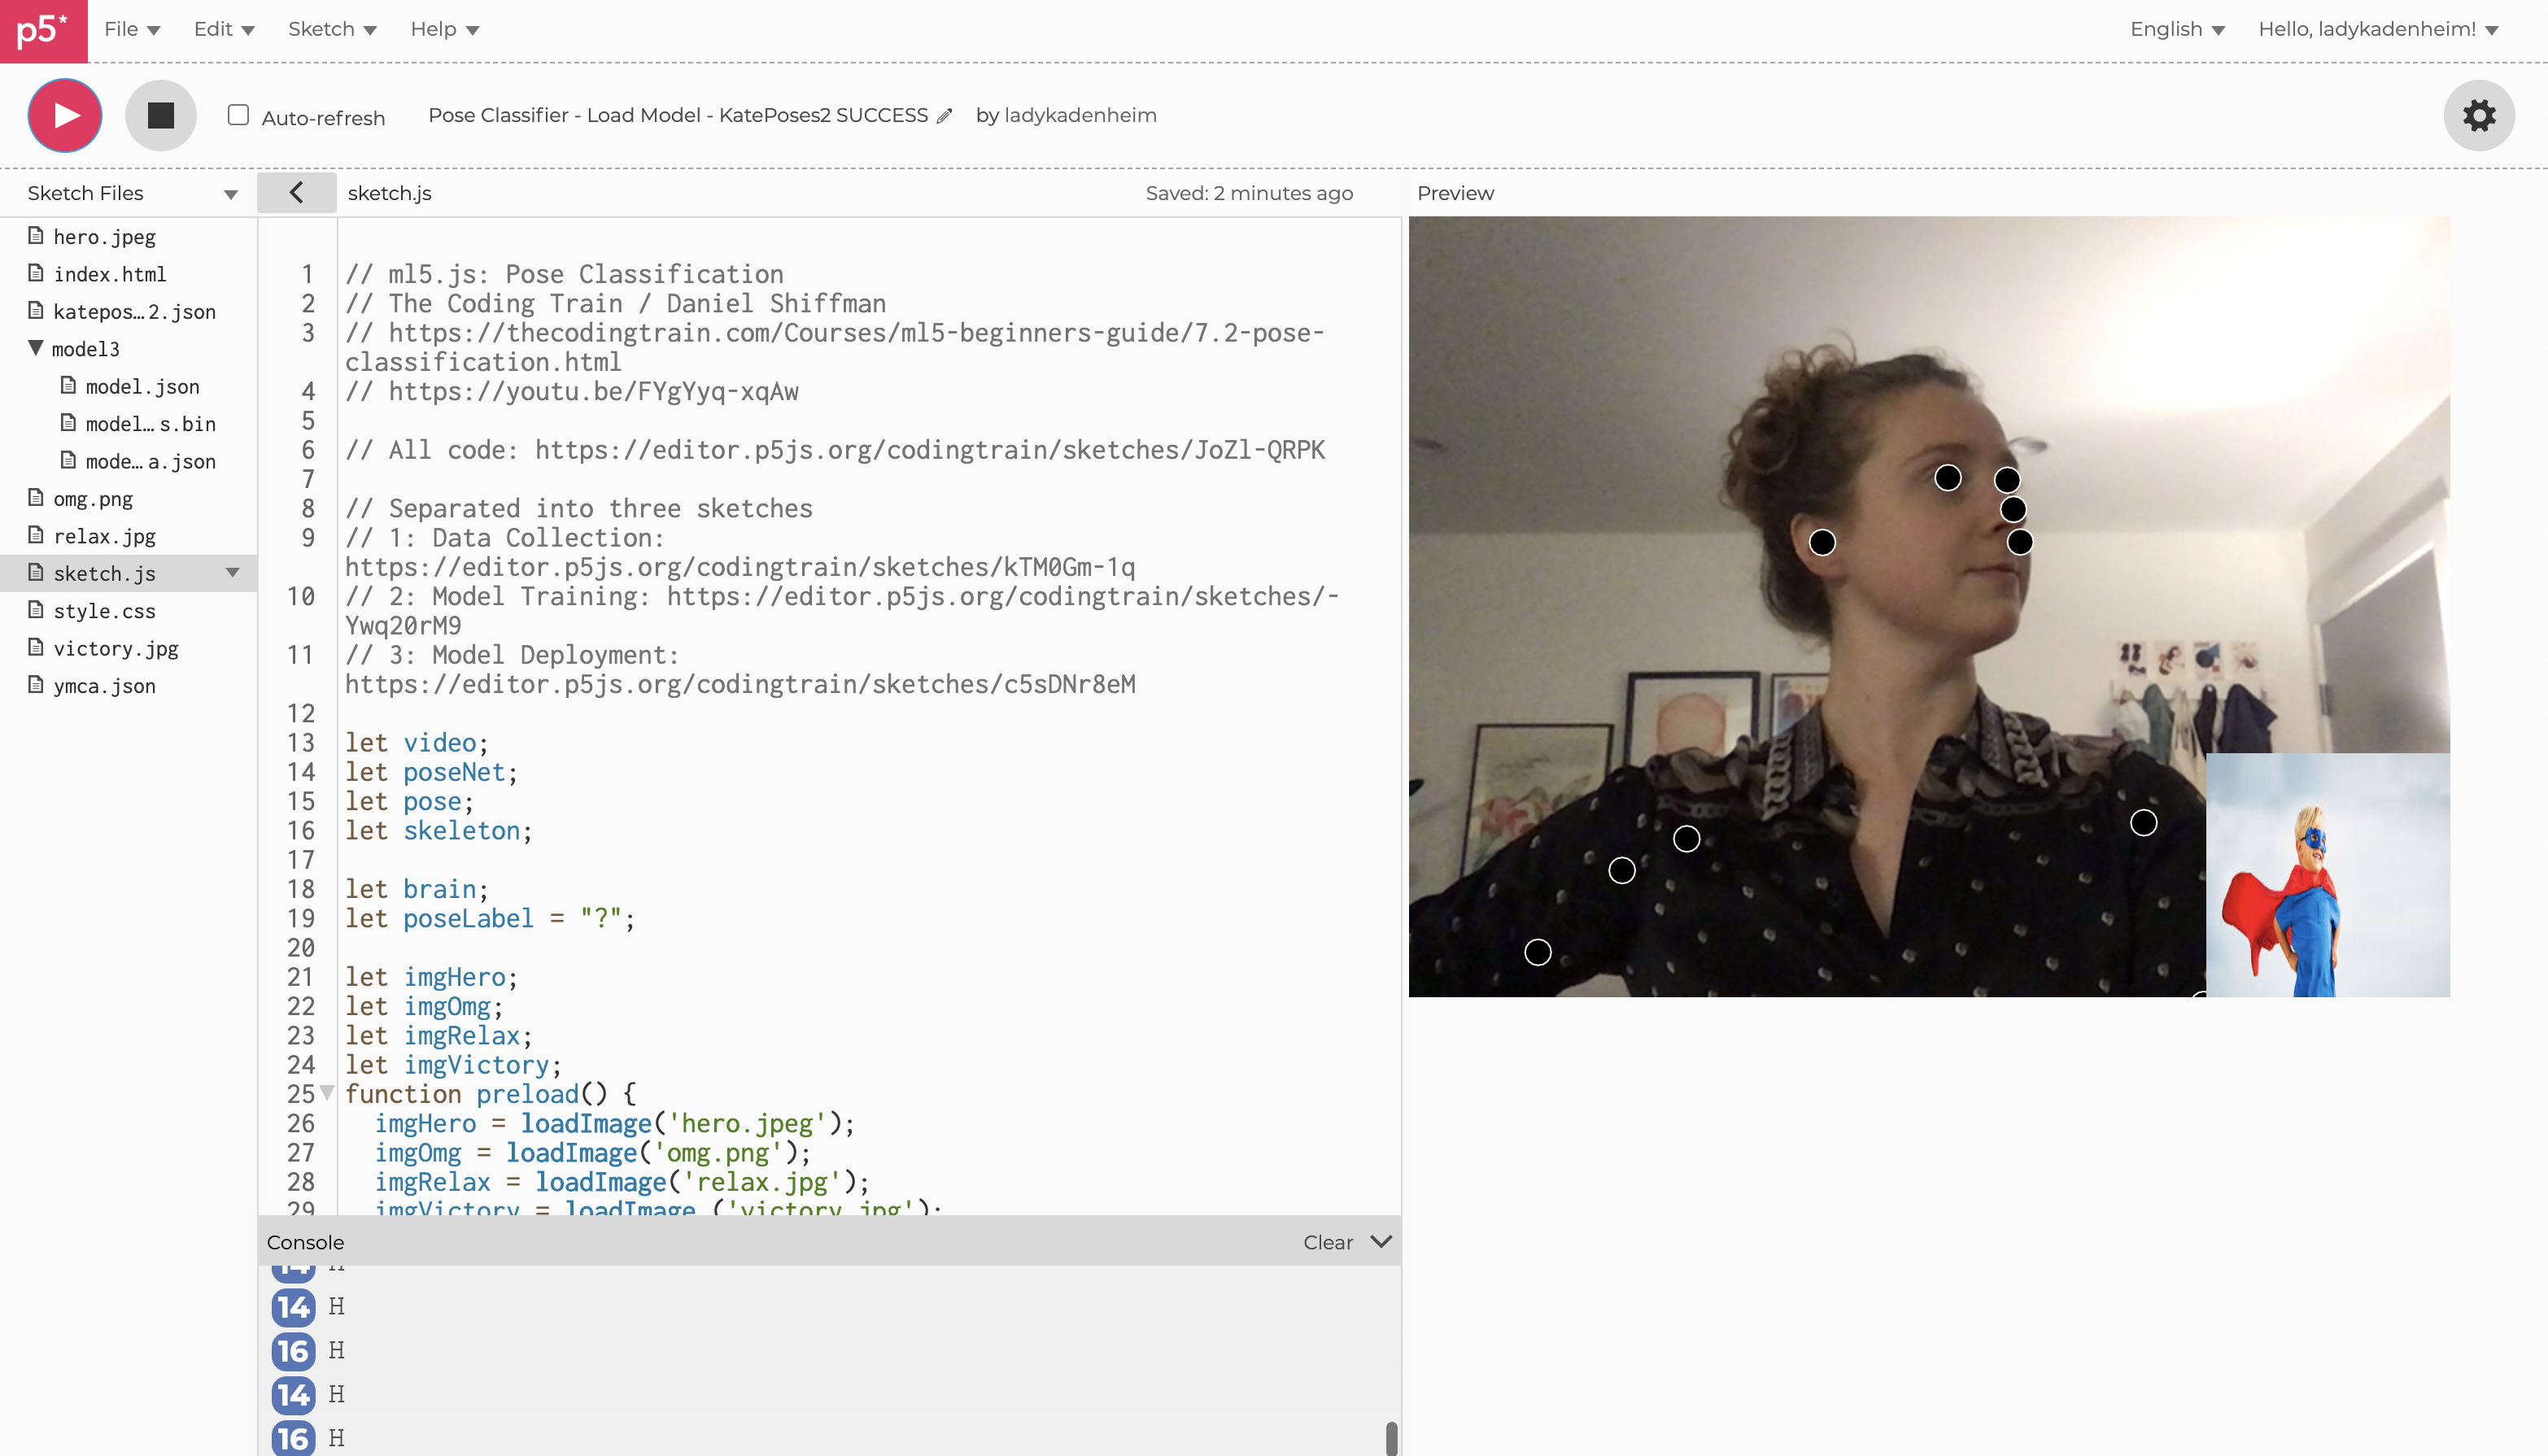 p5* File Edit Sketch Help English Hello, ladykadenheim!
Auto-refresh Pose Classifier - Load Model - KatePoses2 SUCCESS by ladykadenheim
Sketch Files sketch.js Saved: 2 minutes ago Preview
hero.jpeg
index.html
katepos…2.json
model3
model.json
model… s.bin
mode… a.json
omg.png
relax.jpg
sketch.js
style.css
victory.jpg
ymca.json
1 // ml5.js: Pose Classification
2 // The Coding Train / Daniel Shiffman
3 // https://thecodingtrain.com/Courses/ml5-beginners-guide/7.2-pose-
classification.html
4 // https://youtu.be/FYgYyq-xqAw
5
6 // All code: https://editor.p5js.org/codingtrain/sketches/JoZl-QRPK
7
8 // Separated into three sketches
9 // 1: Data Collection:
https://editor.p5js.org/codingtrain/sketches/kTM0Gm-1q
10 // 2: Model Training: https://editor.p5js.org/codingtrain/sketches/-
Ywq20rM9
11 // 3: Model Deployment:
https://editor.p5js.org/codingtrain/sketches/c5sDNr8eM
12
13 let video;
14 let poseNet;
15 let pose;
16 let skeleton;
17
18 let brain;
19 let poseLabel = "?";
20
21 let imgHero;
22 let imgOmg;
23 let imgRelax;
24 let imgVictory;
25 function preload() {
26 imgHero = loadImage('hero.jpeg');
27 imgOmg = loadImage('omg.png');
28 imgRelax = loadImage('relax.jpg');
29 imgVictory = loadImage ('victory.jpg');
Console Clear
14 H
14 H
16 H
14 H
16 H